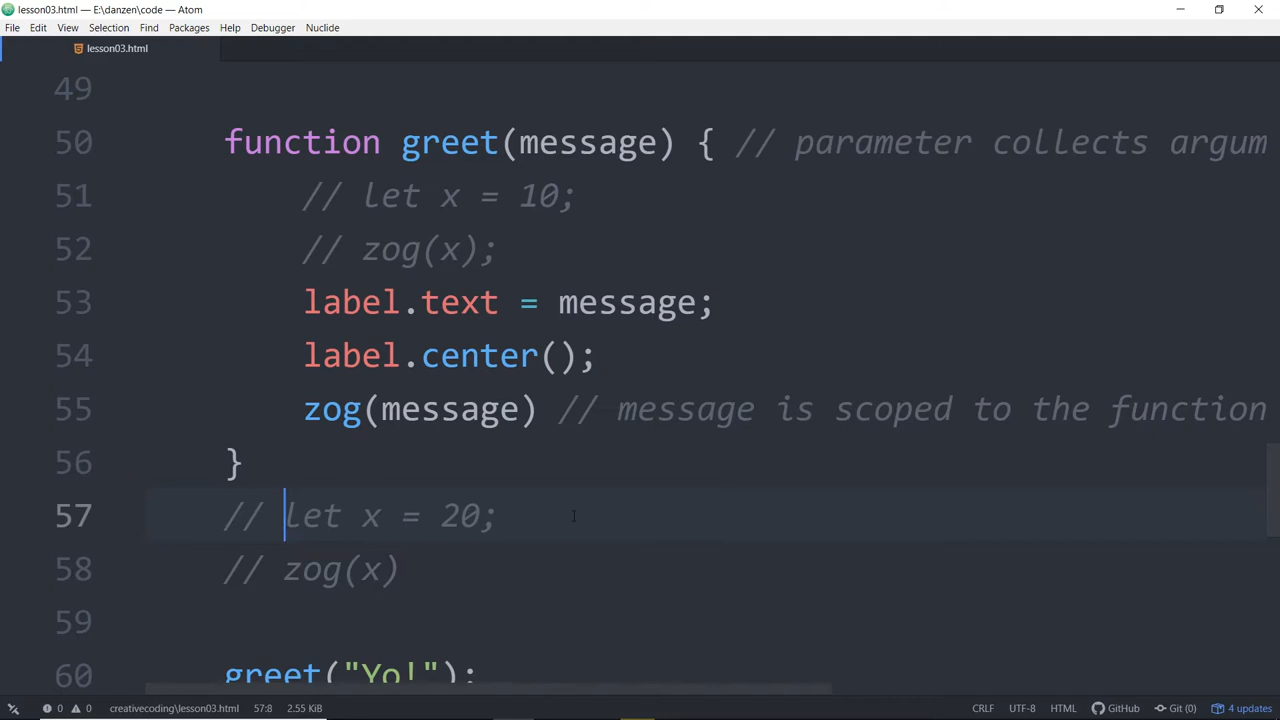 lesson03.html — E:\danzen\code — Atom
File Edit View Selection Find Packages Help Debugger Nuclide
lesson03.html
49
50 function greet(message) { // parameter collects argum
51 // let x = 10;
52 // zog(x);
53 label.text = message;
54 label.center();
55 zog(message) // message is scoped to the function
56 }
57 // let x = 20;
58 // zog(x)
59
60 greet("Yo!");
0 0 creativecoding\lesson03.html 57:8 2.55 KiB CRLF UTF-8 HTML GitHub Git (0) 4 updates